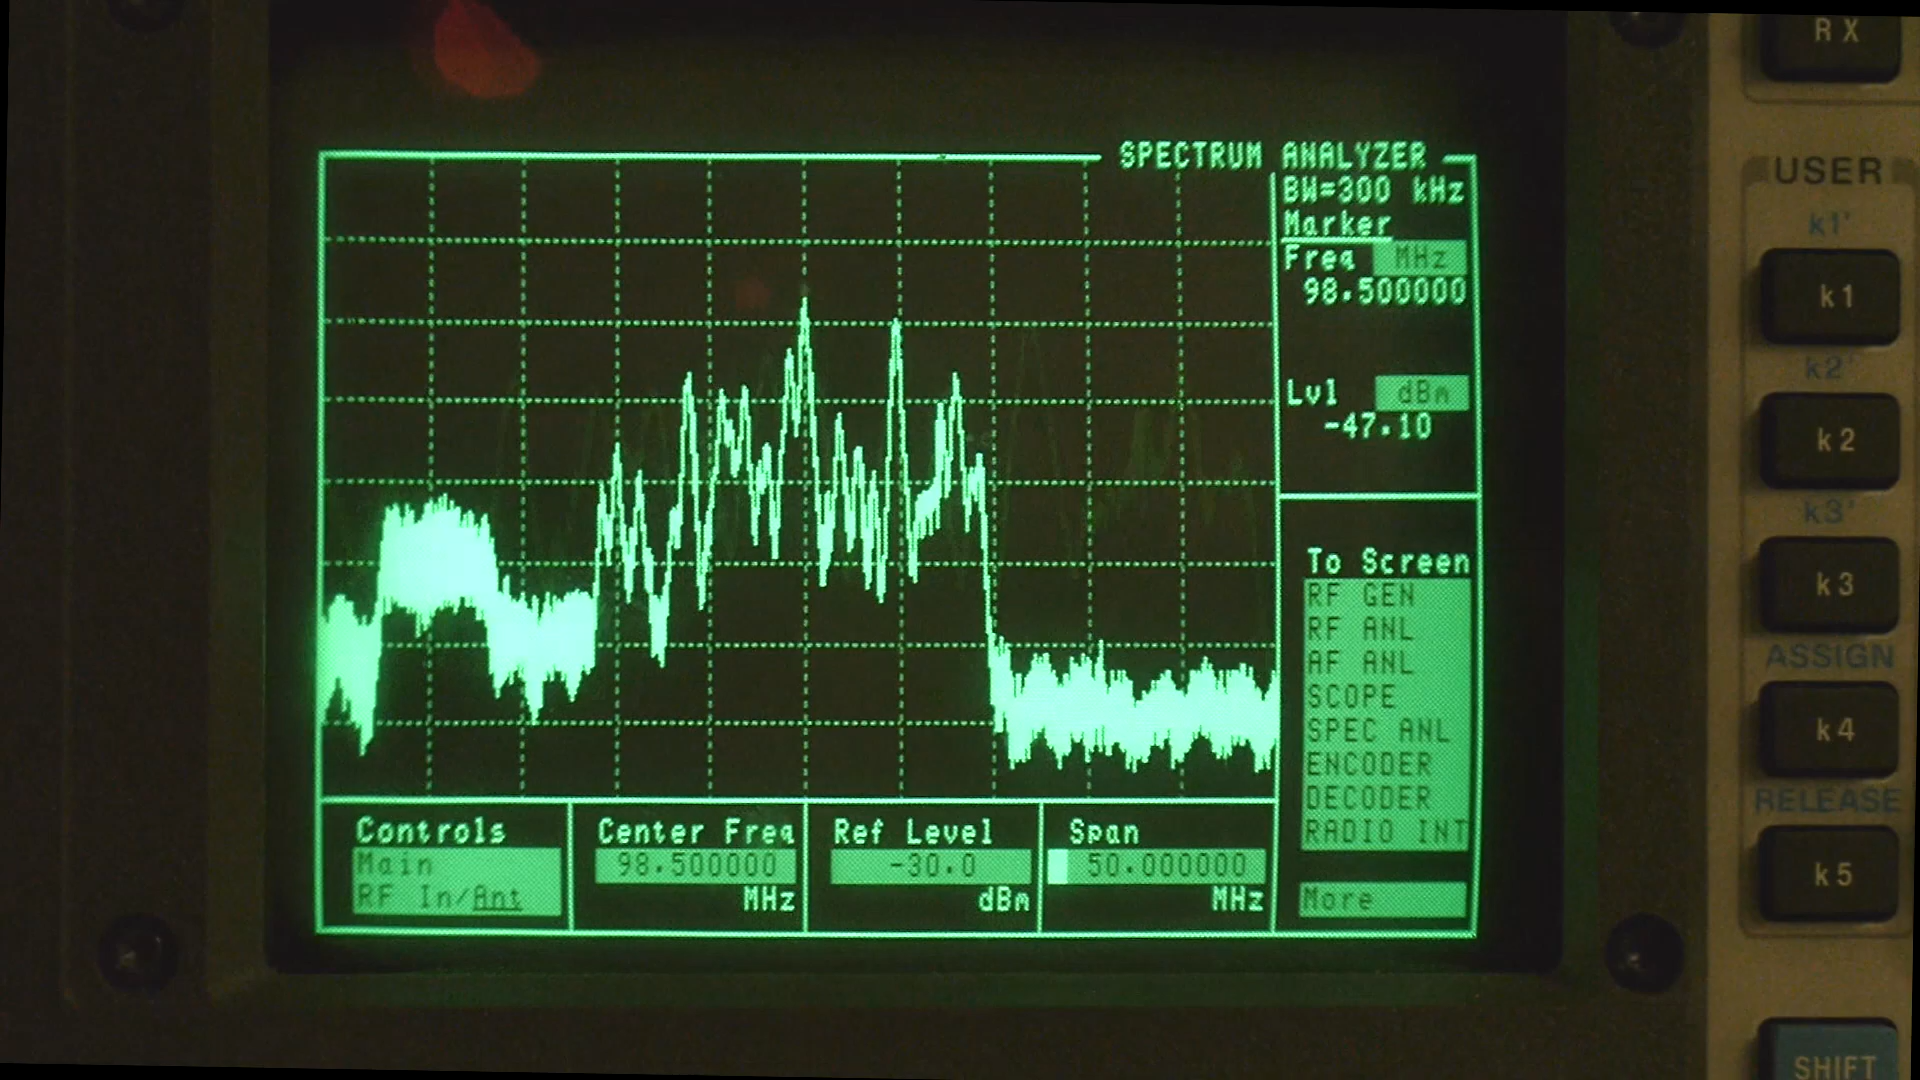 SPECTRUM ANALYZER
BW=300 kHz
Marker
Freq MHz
98.500000
Lvl dBm
-47.10
To Screen
RF GEN
RF ANL
AF ANL
SCOPE
SPEC ANL
ENCODER
DECODER
RADIO INT
More
Controls
Main
RF In/Ant
Center Freq
98.500000
MHz
Ref Level
-30.0
dBm
Span
50.000000
MHz
RX
USER
k1'
k1
k2'
k2
k3'
k3
ASSIGN
k4
RELEASE
k5
SHIFT